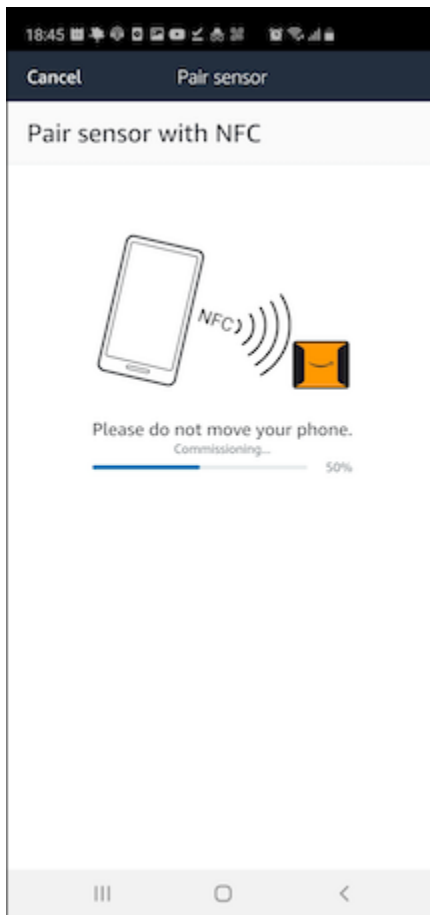 18:45
Cancel Pair sensor
Pair sensor with NFC
NFC
Please do not move your phone.
Commissioning...
50%